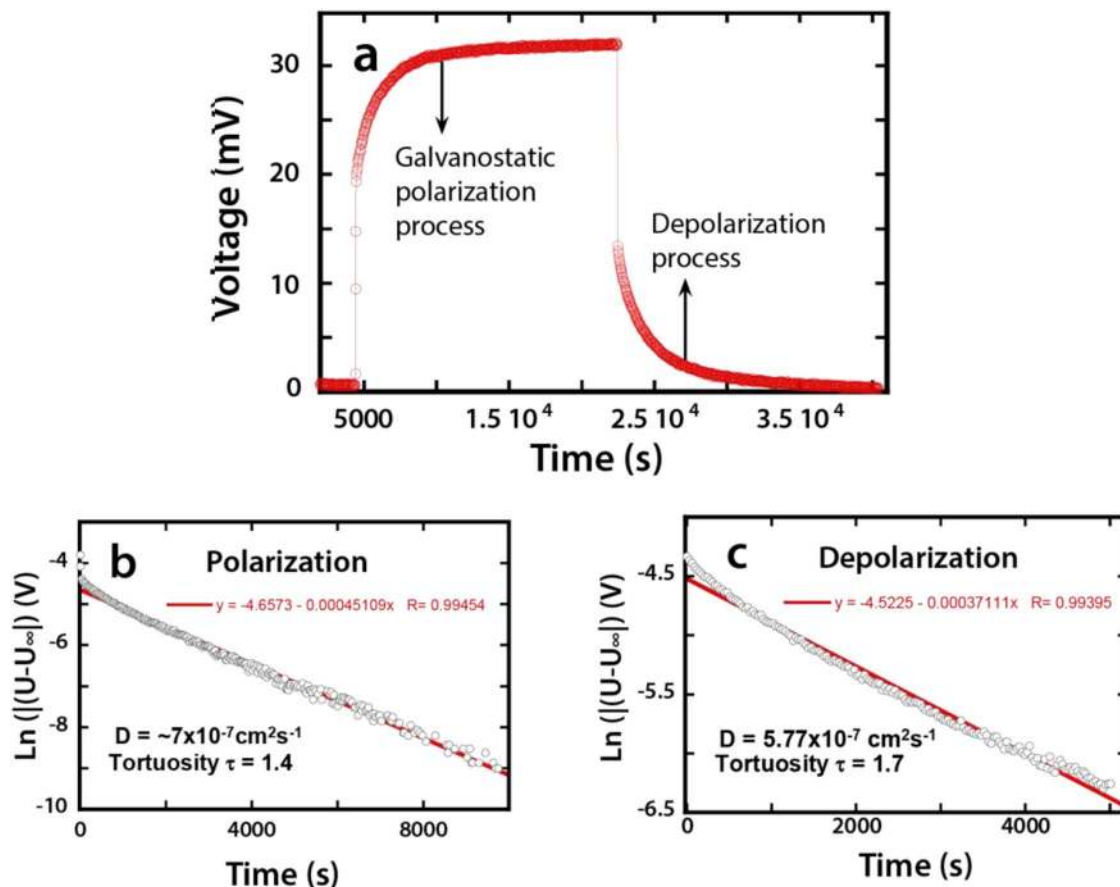 a
30
20
10
0
Voltage (mV)
Galvanostatic
polarization
process
Depolarization
process
5000
1.5 10⁴
2.5 10⁴
3.5 10⁴
Time (s)
b
Polarization
y = -4.6573 - 0.00045109x R= 0.99454
-4
-6
-8
-10
Ln (|(U-U∞|) (V)
D = ~7x10⁻⁷cm²s⁻¹
Tortuosity τ = 1.4
0
4000
8000
Time (s)
c
Depolarization
y = -4.5225 - 0.00037111x R= 0.99395
-4.5
-5.5
-6.5
Ln (|(U-U∞|) (V)
D = 5.77x10⁻⁷ cm²s⁻¹
Tortuosity τ = 1.7
0
2000
4000
Time (s)